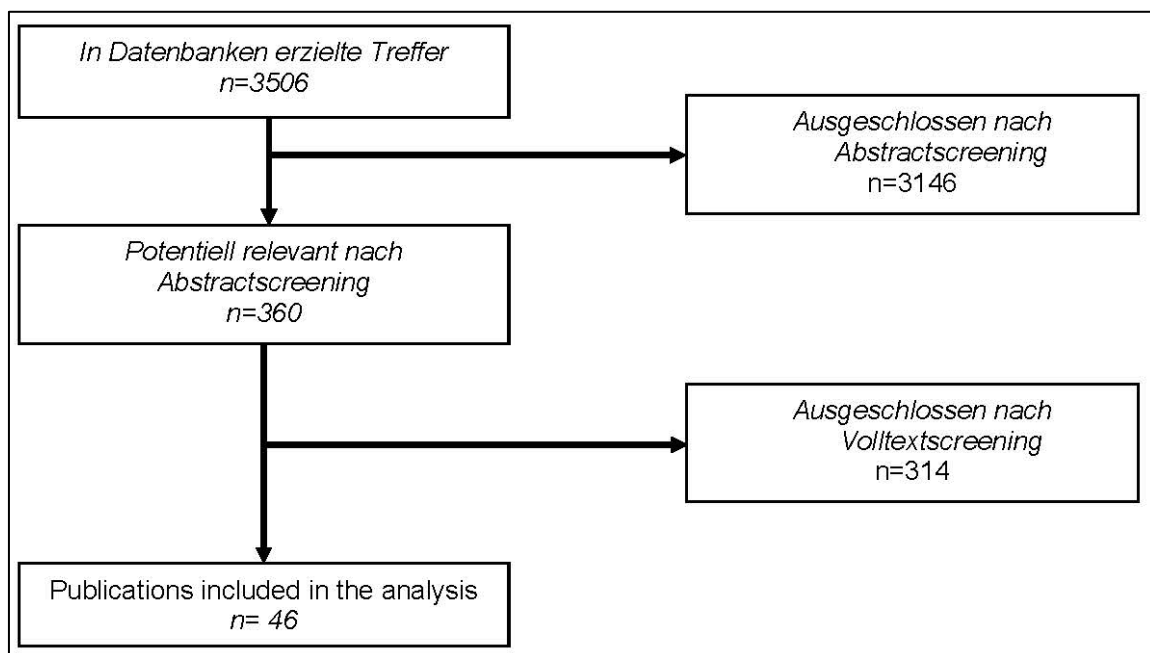 In Datenbanken erzielte Treffer
n=3506
Ausgeschlossen nach
Abstractscreening
n=3146
Potentiell relevant nach
Abstractscreening
n=360
Ausgeschlossen nach
Volltextscreening
n=314
Publications included in the analysis
n= 46